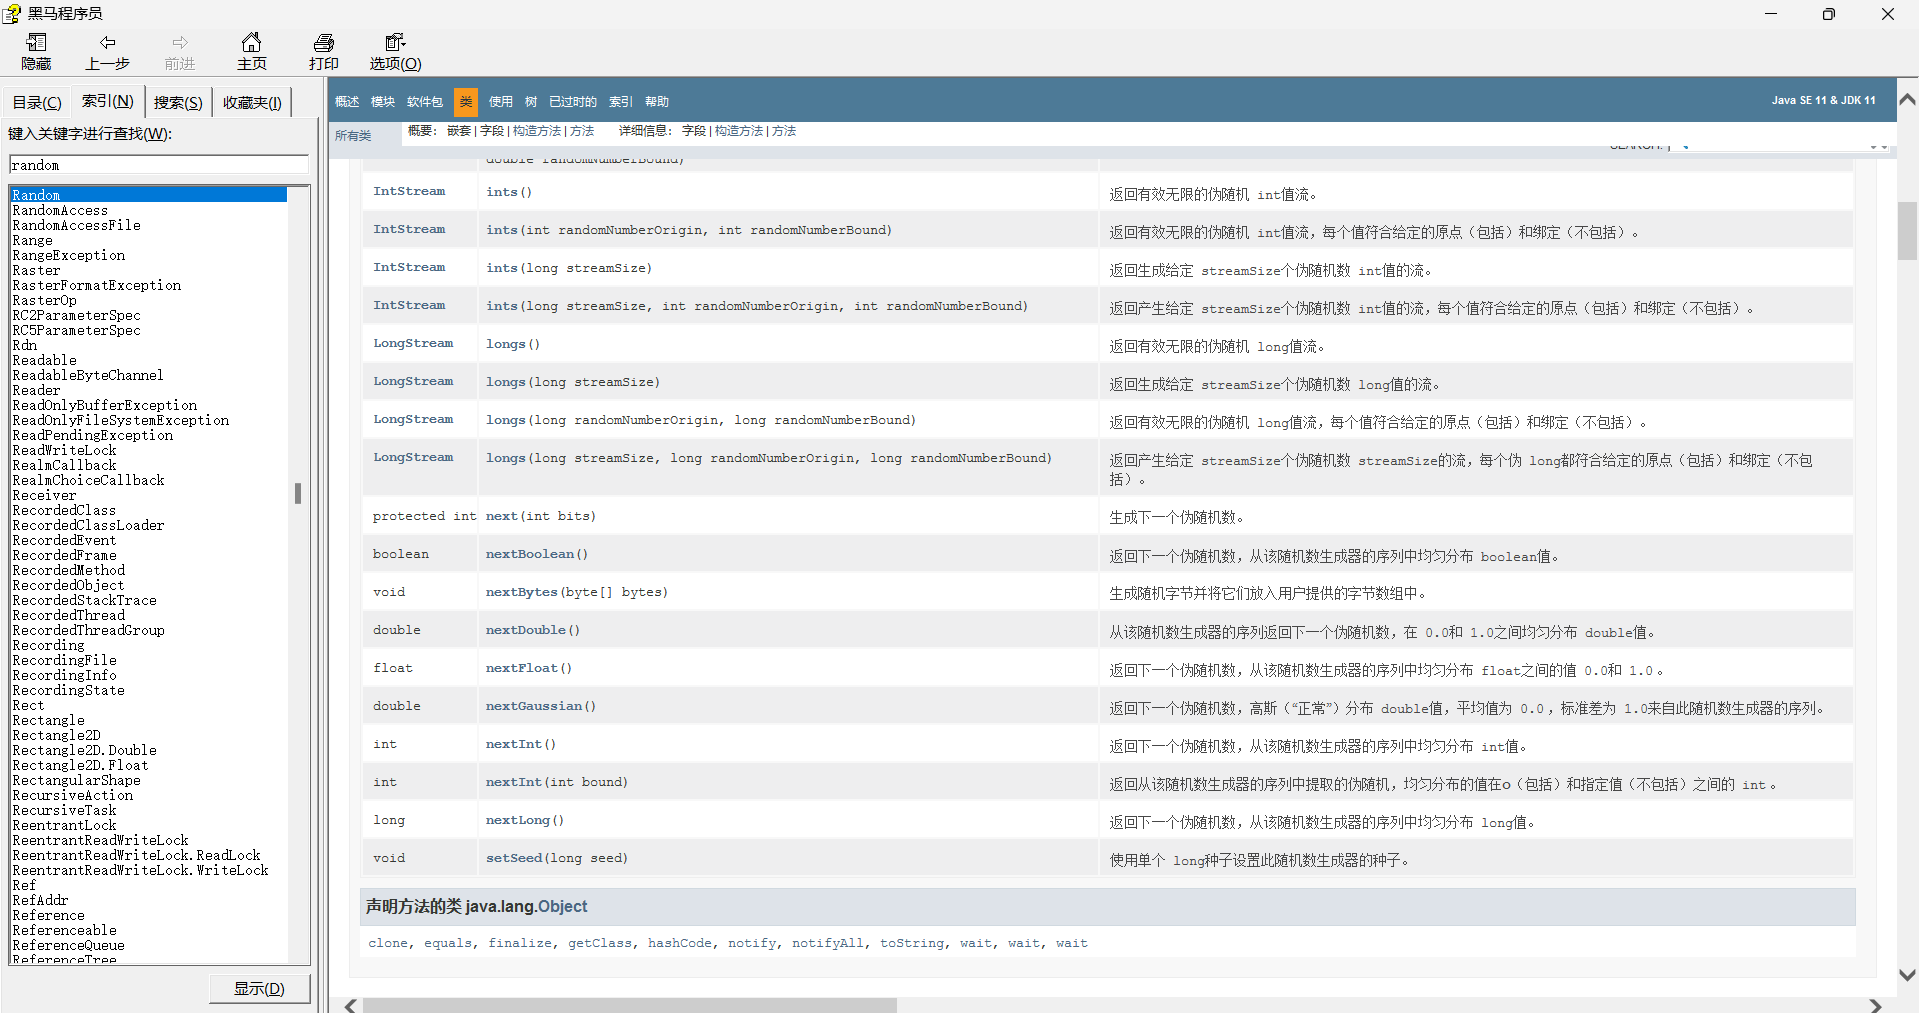 黑马程序员
隐藏 上一步 前进 主页 打印 选项(O)
目录(C) 索引(N) 搜索(S) 收藏夹(I)
键入关键字进行查找(W):
random
Random
RandomAccess
RandomAccessFile
Range
RangeException
Raster
RasterFormatException
RasterOp
RC2ParameterSpec
RC5ParameterSpec
Rdn
Readable
ReadableByteChannel
Reader
ReadOnlyBufferException
ReadOnlyFileSystemException
ReadPendingException
ReadWriteLock
RealmCallback
RealmChoiceCallback
Receiver
RecordedClass
RecordedClassLoader
RecordedEvent
RecordedFrame
RecordedMethod
RecordedObject
RecordedStackTrace
RecordedThread
RecordedThreadGroup
Recording
RecordingFile
RecordingInfo
RecordingState
Rect
Rectangle
Rectangle2D
Rectangle2D.Double
Rectangle2D.Float
RectangularShape
RecursiveAction
RecursiveTask
ReentrantLock
ReentrantReadWriteLock
ReentrantReadWriteLock.ReadLock
ReentrantReadWriteLock.WriteLock
Ref
RefAddr
Reference
Referenceable
ReferenceQueue
ReferenceTree
显示(D)
概述 模块 软件包 类 使用 树 已过时的 索引 帮助
Java SE 11 & JDK 11
所有类
概要: 嵌套 | 字段 | 构造方法 | 方法 详细信息: 字段 | 构造方法 | 方法
SEARCH:
double randomNumberBound)
IntStream ints() 返回有效无限的伪随机 int值流。
IntStream ints(int randomNumberOrigin, int randomNumberBound) 返回有效无限的伪随机 int值流，每个值符合给定的原点（包括）和绑定（不包括）。
IntStream ints(long streamSize) 返回生成给定 streamSize个伪随机数 int值的流。
IntStream ints(long streamSize, int randomNumberOrigin, int randomNumberBound) 返回产生给定 streamSize个伪随机数 int值的流，每个值符合给定的原点（包括）和绑定（不包括）。
LongStream longs() 返回有效无限的伪随机 long值流。
LongStream longs(long streamSize) 返回生成给定 streamSize个伪随机数 long值的流。
LongStream longs(long randomNumberOrigin, long randomNumberBound) 返回有效无限的伪随机 long值流，每个值符合给定的原点（包括）和绑定（不包括）。
LongStream longs(long streamSize, long randomNumberOrigin, long randomNumberBound) 返回产生给定 streamSize个伪随机数 streamSize的流，每个伪 long都符合给定的原点（包括）和绑定（不包
括）。
protected int next(int bits) 生成下一个伪随机数。
boolean nextBoolean() 返回下一个伪随机数，从该随机数生成器的序列中均匀分布 boolean值。
void nextBytes(byte[] bytes) 生成随机字节并将它们放入用户提供的字节数组中。
double nextDouble() 从该随机数生成器的序列返回下一个伪随机数，在 0.0和 1.0之间均匀分布 double值。
float nextFloat() 返回下一个伪随机数，从该随机数生成器的序列中均匀分布 float之间的值 0.0和 1.0 。
double nextGaussian() 返回下一个伪随机数，高斯（“正常”）分布 double值，平均值为 0.0 ，标准差为 1.0来自此随机数生成器的序列。
int nextInt() 返回下一个伪随机数，从该随机数生成器的序列中均匀分布 int值。
int nextInt(int bound) 返回从该随机数生成器的序列中提取的伪随机，均匀分布的值在0（包括）和指定值（不包括）之间的 int 。
long nextLong() 返回下一个伪随机数，从该随机数生成器的序列中均匀分布 long值。
void setSeed(long seed) 使用单个 long种子设置此随机数生成器的种子。
声明方法的类 java.lang.Object
clone, equals, finalize, getClass, hashCode, notify, notifyAll, toString, wait, wait, wait